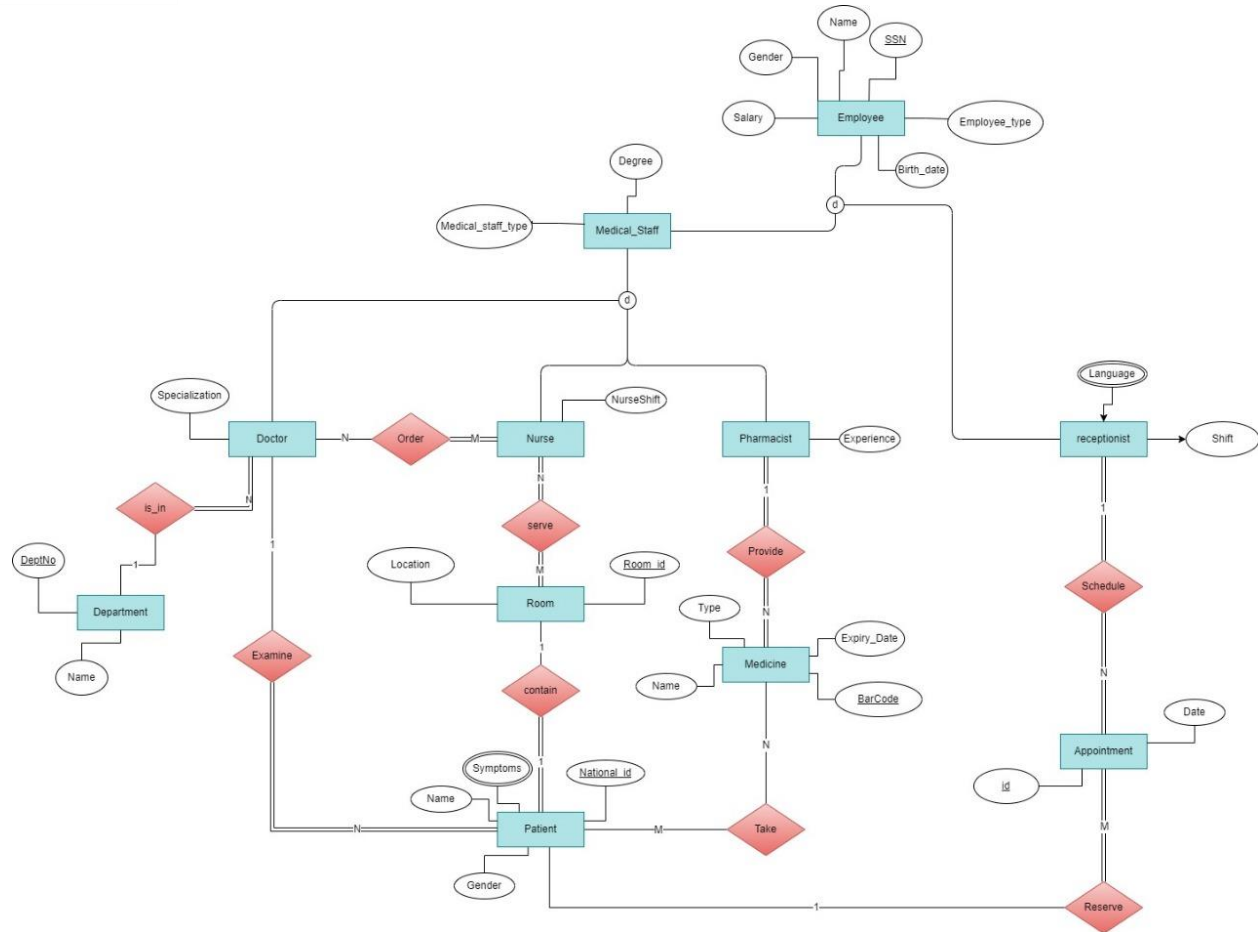 Name
SSN
Gender
Salary
Employee
Employee_type
Birth_date
Degree
Medical_staff_type
Medical_Staff
d
d
Language
Specialization
NurseShift
Doctor
N
Order
M
Nurse
Pharmacist
Experience
receptionist
Shift
N
N
1
1
is_in
serve
Provide
1
1
M
DeptNo
Location
Room_id
Schedule
Department
Room
Type
Expiry_Date
N
Examine
1
Medicine
Name
contain
Name
BarCode
N
Date
Symptoms
National_id
N
Appointment
1
id
Name
N
Patient
M
Take
M
Gender
1
Reserve